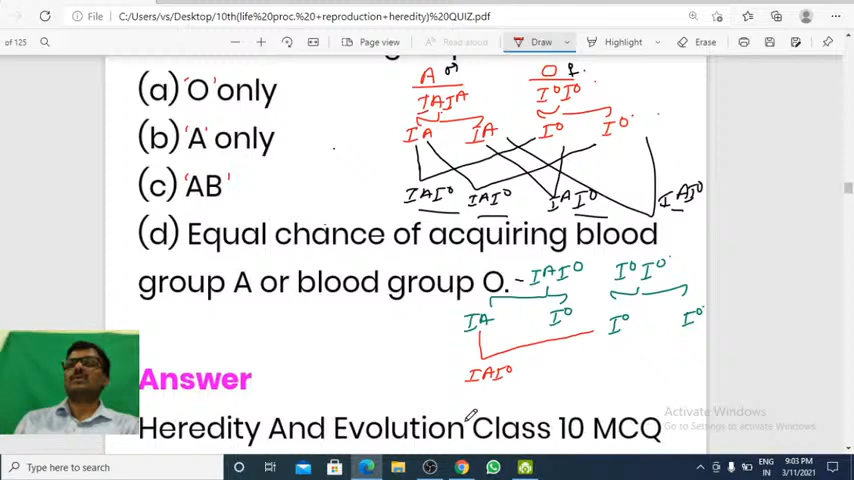 C:/Users/vs/Desktop/10th(life%20proc.%20+reproduction+heredity)%20QUIZ.pdf
of 125
Page view
Read aloud
Draw
Highlight
Erase
A ♂ O ♀
IAIA IOIO
(a) 'O' only
IA IA IO IO
(b) 'A' only
(c) 'AB'
IAIO IAIO IAIO IAIO
(d) Equal chance of acquiring blood
group A or blood group O. -
IAIO IOIO
IA IO IO IO
IAIO
Answer
Heredity And Evolution Class 10 MCQ
Activate Windows
Go to Settings to activate Windows.
Type here to search
ENG
IN
9:03 PM
3/11/2021